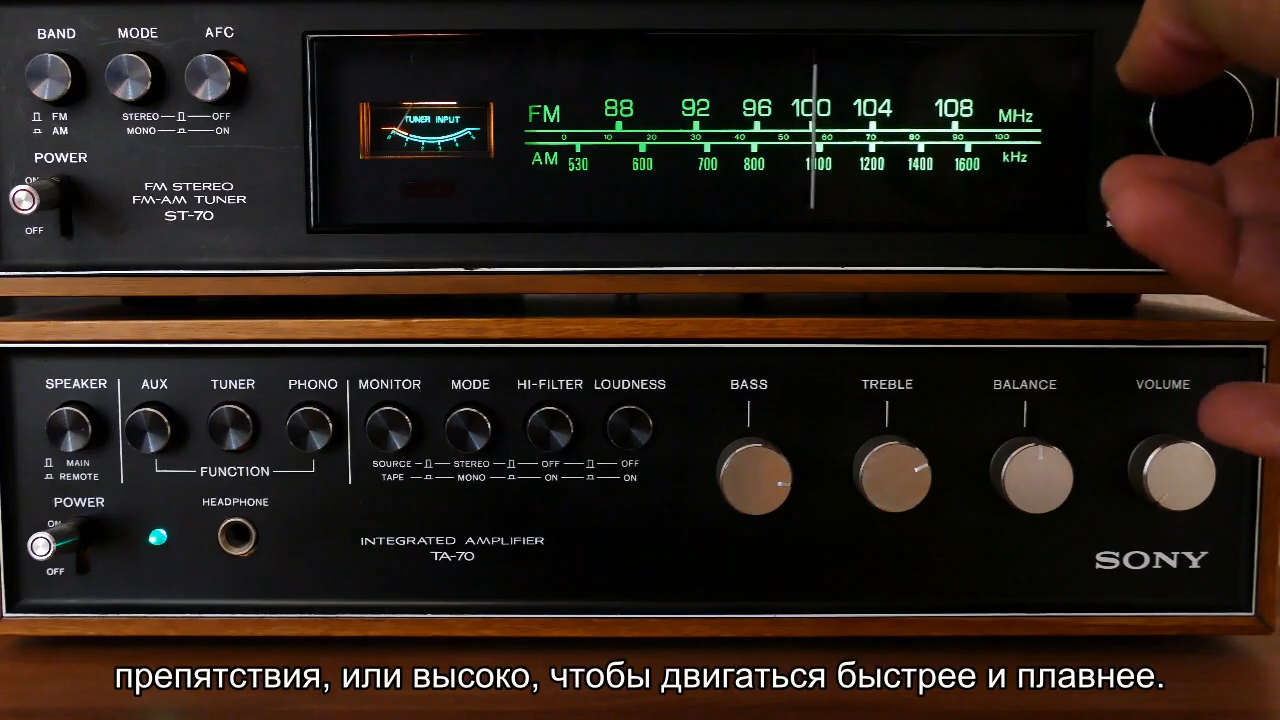 BAND MODE AFC
FM STEREO OFF
AM MONO ON
POWER
ON
OFF
FM STEREO
FM-AM TUNER
ST-70
TUNER INPUT
FM 88 92 96 100 104 108 MHz
0 10 20 30 40 60 70 80 90 100
AM 530 600 700 800 1200 1400 1600 kHz
SPEAKER AUX TUNER PHONO MONITOR MODE HI-FILTER LOUDNESS BASS TREBLE BALANCE VOLUME
MAIN SOURCE STEREO OFF OFF
REMOTE FUNCTION TAPE MONO ON ON
POWER HEADPHONE
ON
OFF
INTEGRATED AMPLIFIER
TA-70
SONY
препятствия, или высоко, чтобы двигаться быстрее и плавнее.